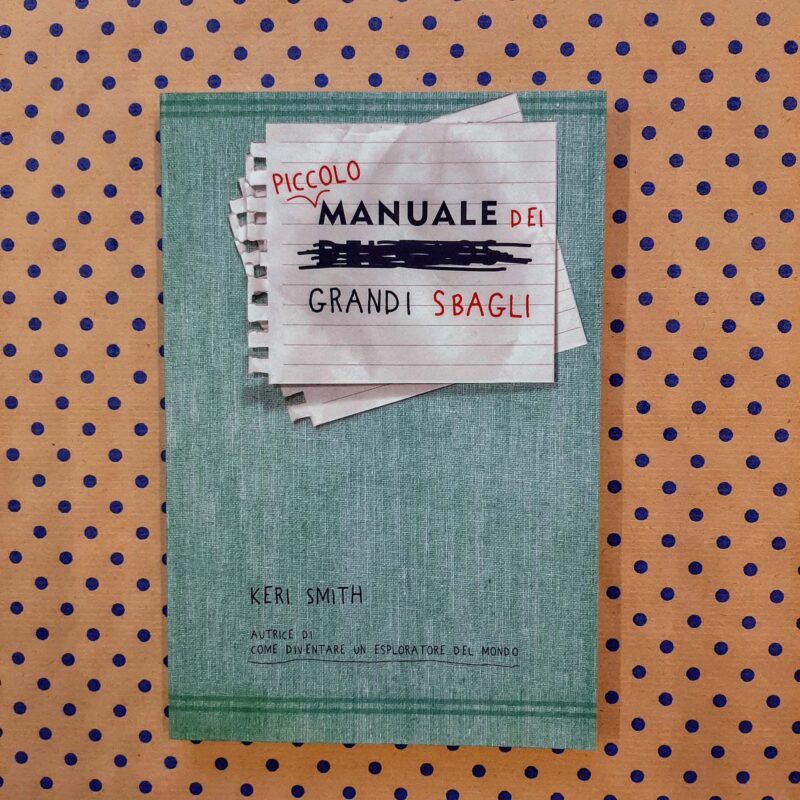 PICCOLO
MANUALE DEI
GRANDI SBAGLI
KERI SMITH
AUTRICE DI
COME DIVENTARE UN ESPLORATORE DEL MONDO